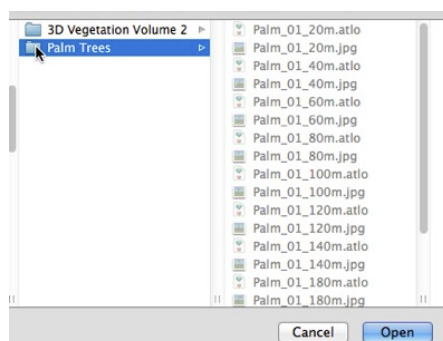 3D Vegetation Volume 2
Palm Trees
Palm_01_20m.atlo
Palm_01_20m.jpg
Palm_01_40m.atlo
Palm_01_40m.jpg
Palm_01_60m.atlo
Palm_01_60m.jpg
Palm_01_80m.atlo
Palm_01_80m.jpg
Palm_01_100m.atlo
Palm_01_100m.jpg
Palm_01_120m.atlo
Palm_01_120m.jpg
Palm_01_140m.atlo
Palm_01_140m.jpg
Palm_01_180m.atlo
Palm_01_180m.jpg
Cancel
Open